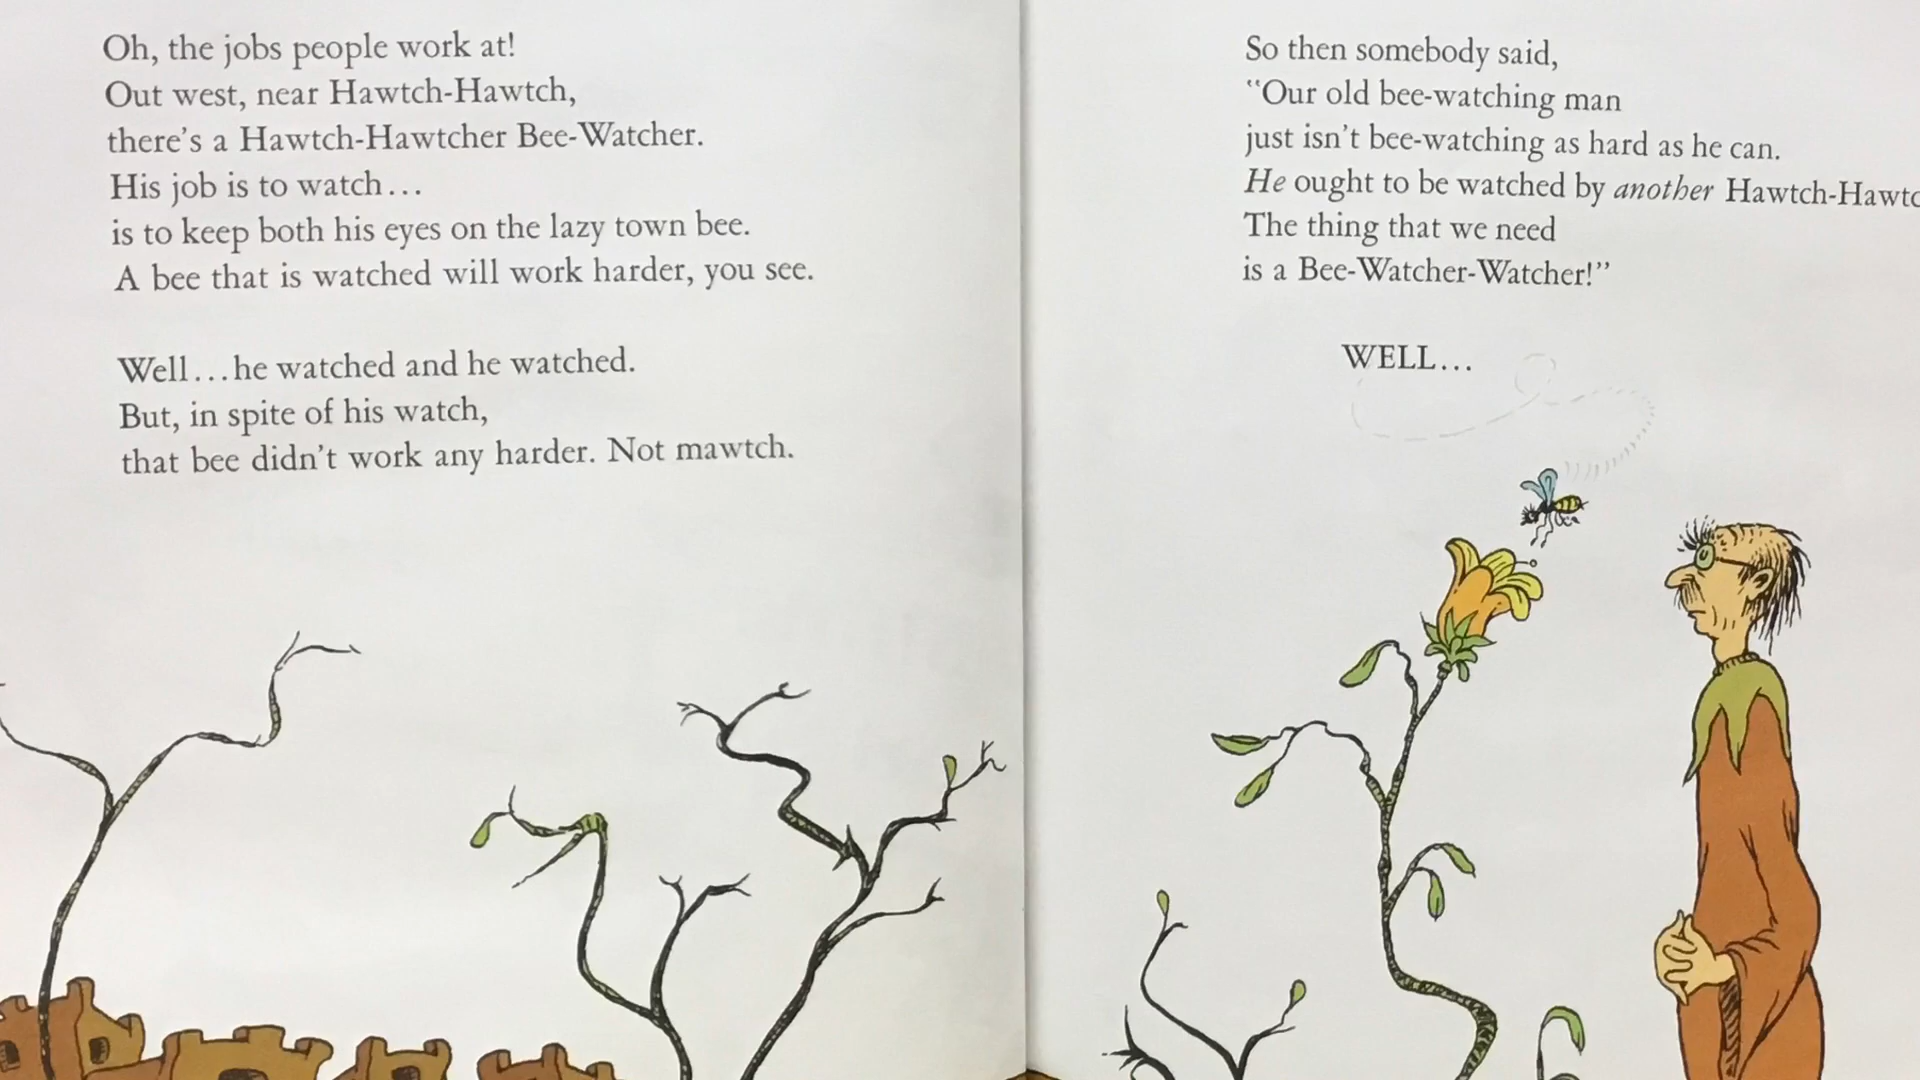 Oh, the jobs people work at!
Out west, near Hawtch-Hawtch,
there's a Hawtch-Hawtcher Bee-Watcher.
His job is to watch...
is to keep both his eyes on the lazy town bee.
A bee that is watched will work harder, you see.
Well...he watched and he watched.
But, in spite of his watch,
that bee didn't work any harder. Not mawtch.
So then somebody said,
"Our old bee-watching man
just isn't bee-watching as hard as he can.
He ought to be watched by another
The thing that we need
is a Bee-Watcher-Watcher!"
WELL...